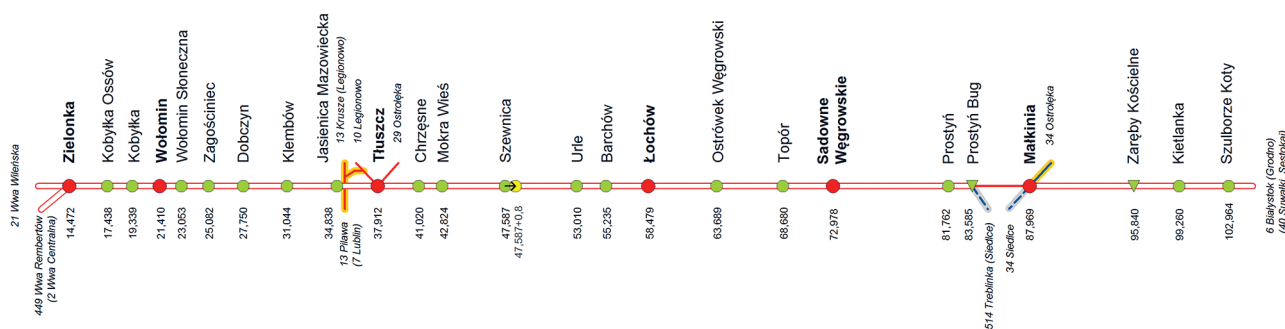 21 Wwa Wileńska
449 Wwa Rembertów
(2 Wwa Centralna)
Zielonka
14,472
Kobyłka Ossów
17,438
Kobyłka
19,339
Wołomin
21,410
Wołomin Słoneczna
23,053
Zagościniec
25,082
Dobczyn
27,750
Klembów
31,044
Jasienica Mazowiecka
34,838
13 Krusze (Legionowo)
13 Pilawa
(7 Lublin)
10 Legionowo
Tłuszcz
37,912
29 Ostrołęka
Chrzęsne
41,020
Mokra Wieś
42,824
Szewnica
47,587
47,587+0.8
Urle
53,010
Barchów
55,235
Łochów
58,479
Ostrówek Węgrowski
63,689
Topór
68,680
Sadowne
Węgrowskie
72,978
Prostyń
81,762
Prostyń Bug
83,585
514 Treblinka (Siedlce)
34 Siedlce
Małkinia
87,969
34 Ostrołęka
Zaręby Kościelne
95,840
Kietlanka
99,260
Szulborze Koty
102,964
6 Białystok (Grodno)
(40 Suwałki, Sestokai)